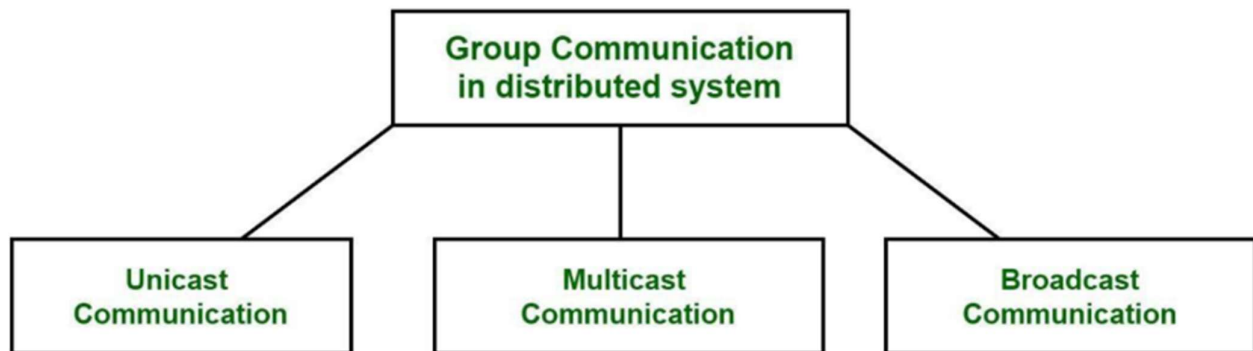 Group Communication
in distributed system
Unicast
Communication
Multicast
Communication
Broadcast
Communication